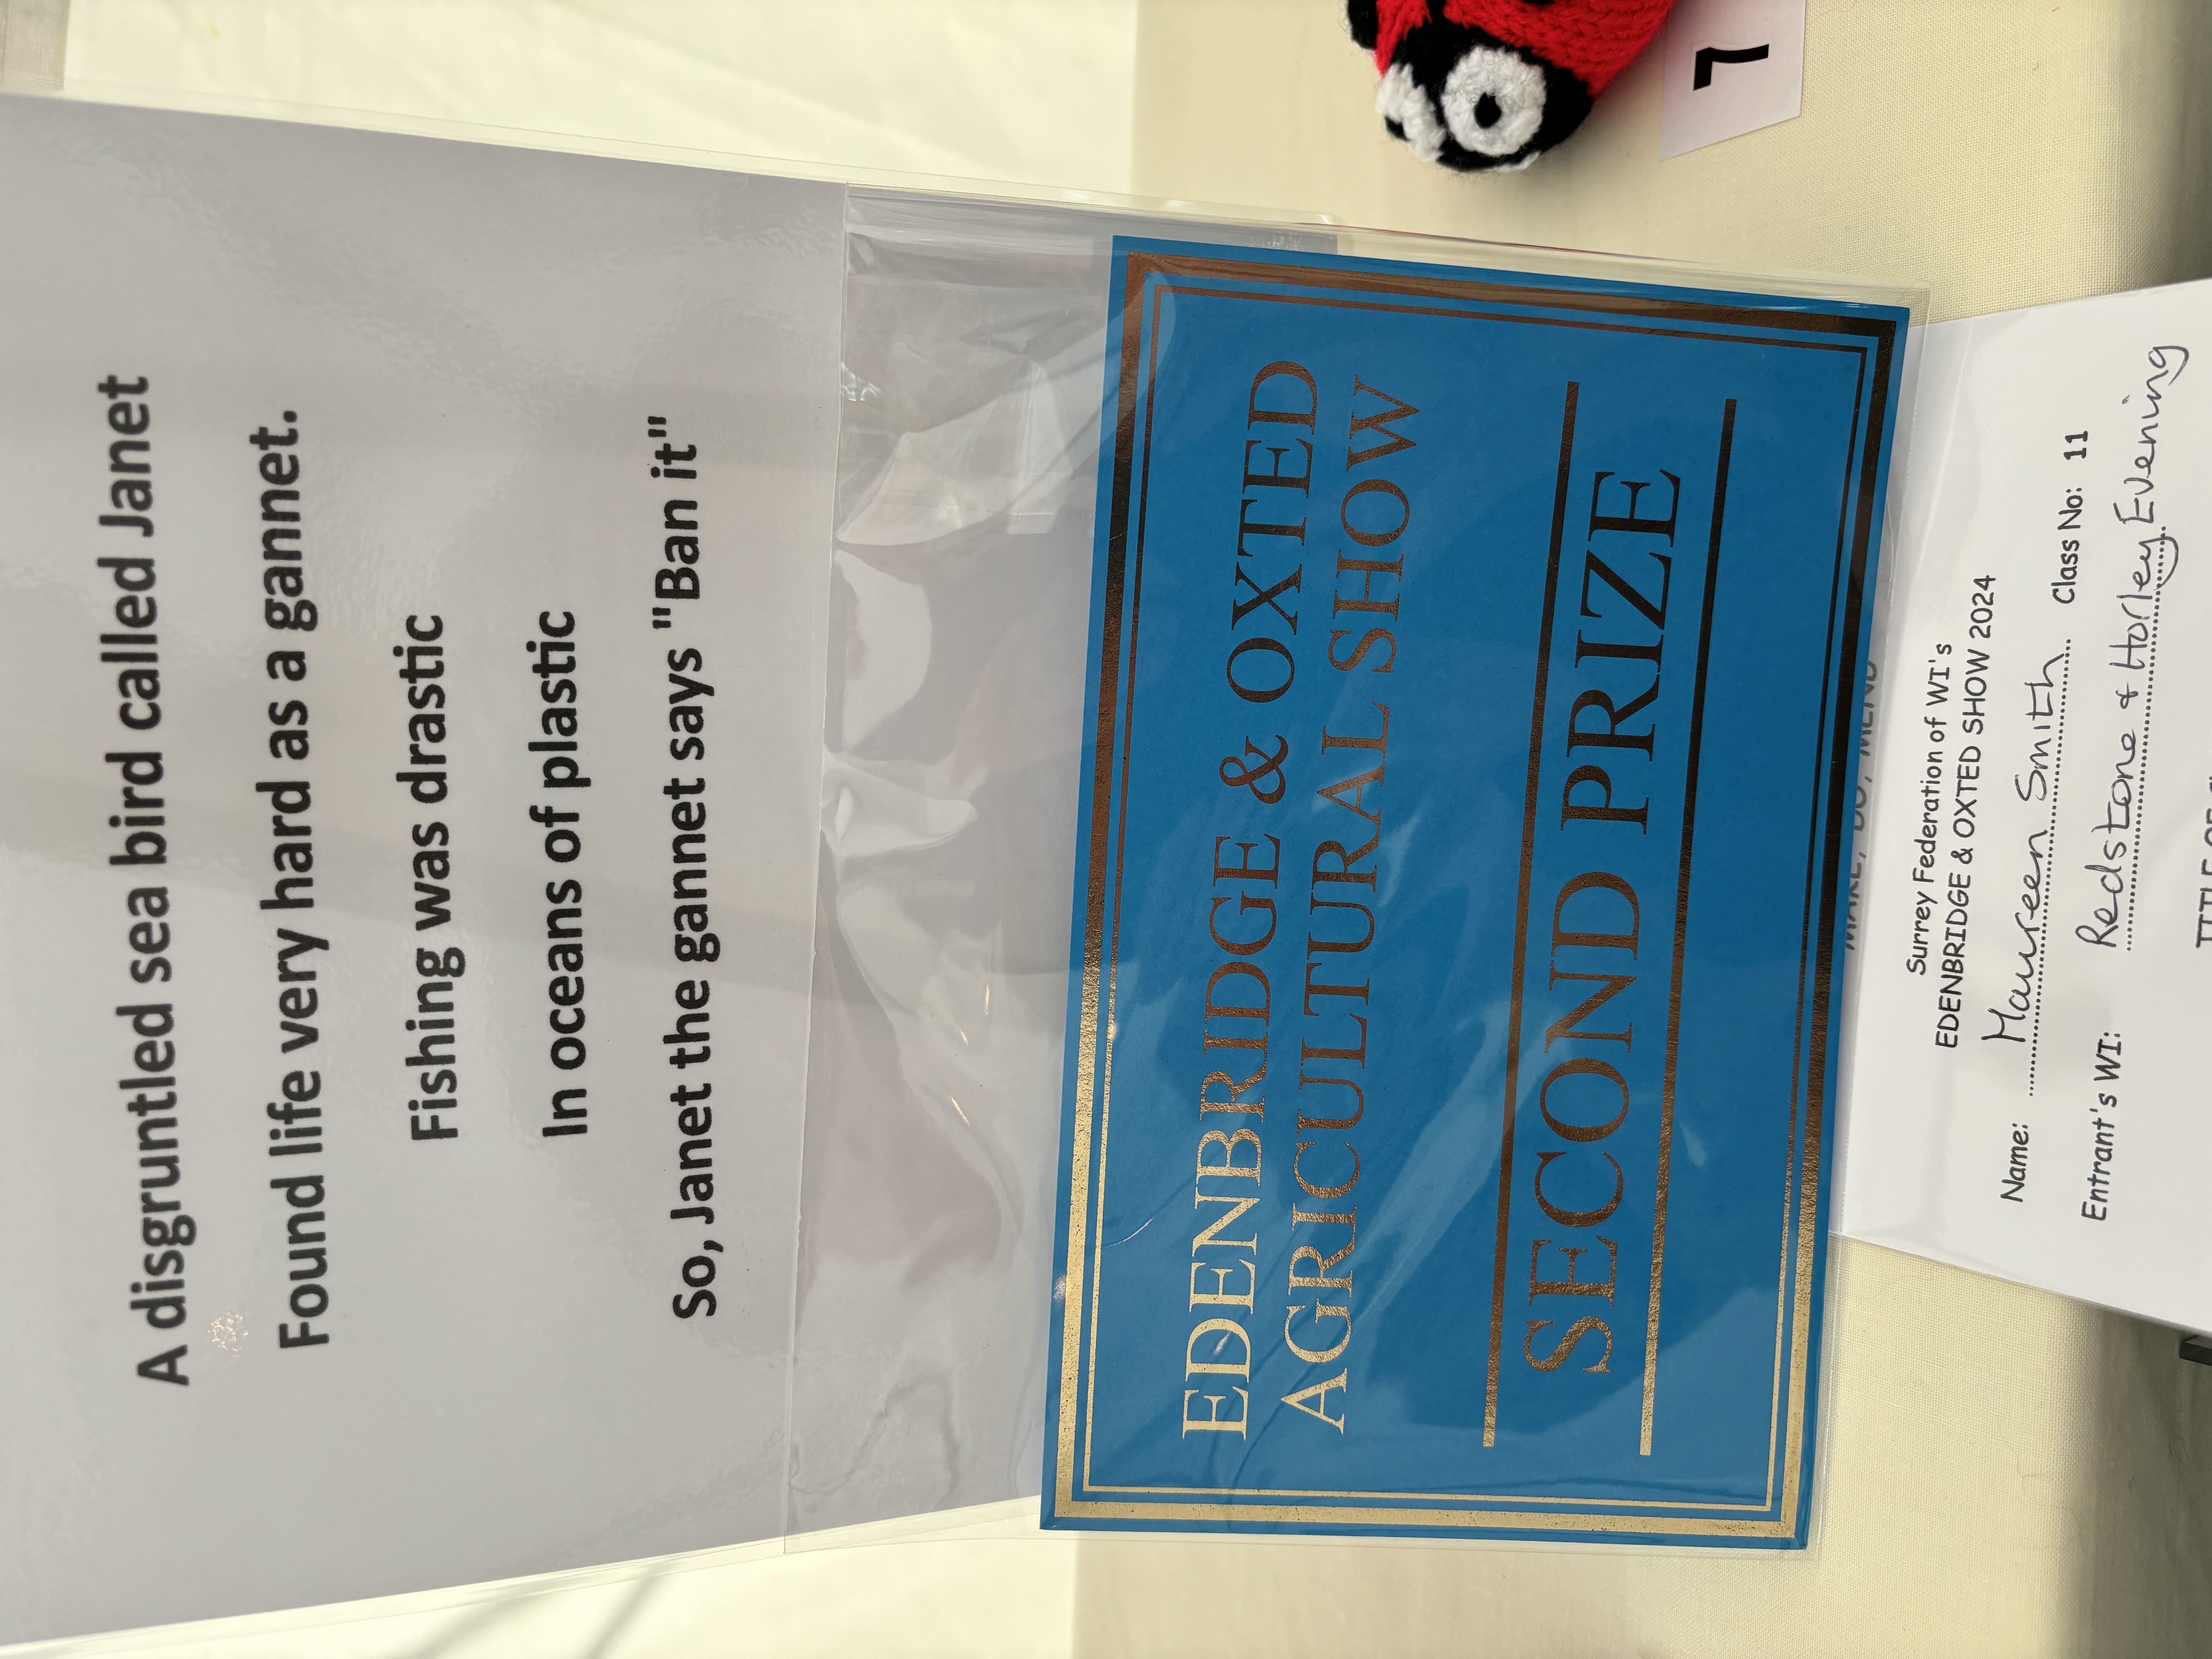 A disgruntled sea bird called Janet
Found life very hard as a gannet.
Fishing was drastic
In oceans of plastic
So, Janet the gannet says "Ban it"
EDENBRIDGE & OXTED
AGRICULTURAL SHOW
SECOND PRIZE
Surrey Federation of WI's
EDENBRIDGE & OXTED SHOW 2024
Name: Maureen Smith Class No: 11
Entrant's WI: Redstone & Horley Evening
7